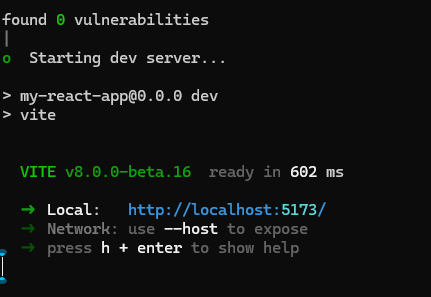 found 0 vulnerabilities
|
o  Starting dev server...
> my-react-app@0.0.0 dev
> vite
VITE v8.0.0-beta.16  ready in 602 ms
➜  Local:   http://localhost:5173/
➜  Network: use --host to expose
➜  press h + enter to show help